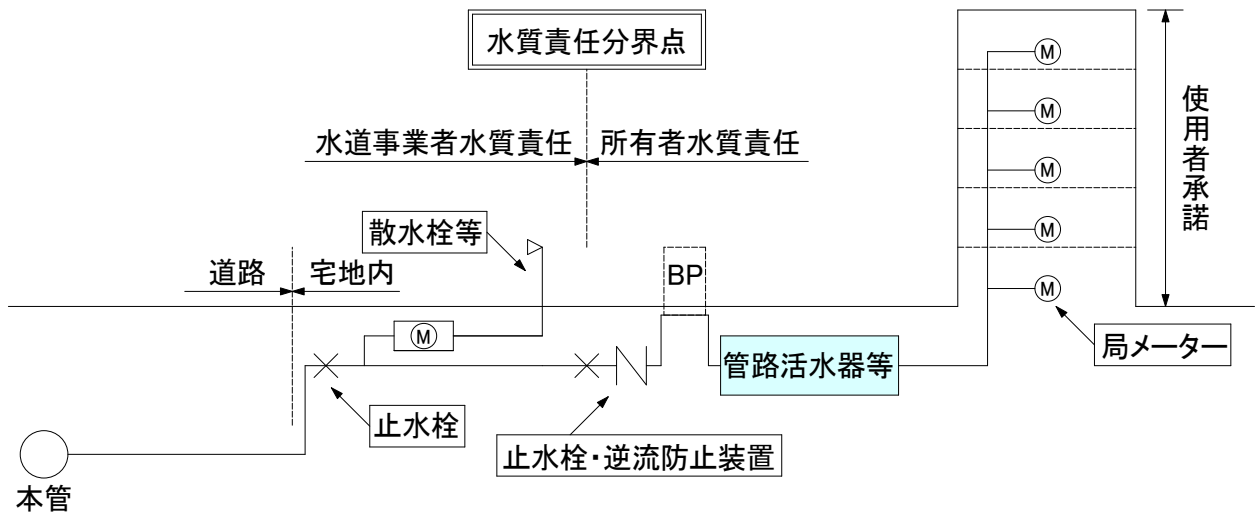 水質責任分界点
水道事業者水質責任
所有者水質責任
使用者承諾
散水栓等
道路
宅地内
BP
M
M
M
M
M
M
局メーター
管路活水器等
止水栓
止水栓・逆流防止装置
本管